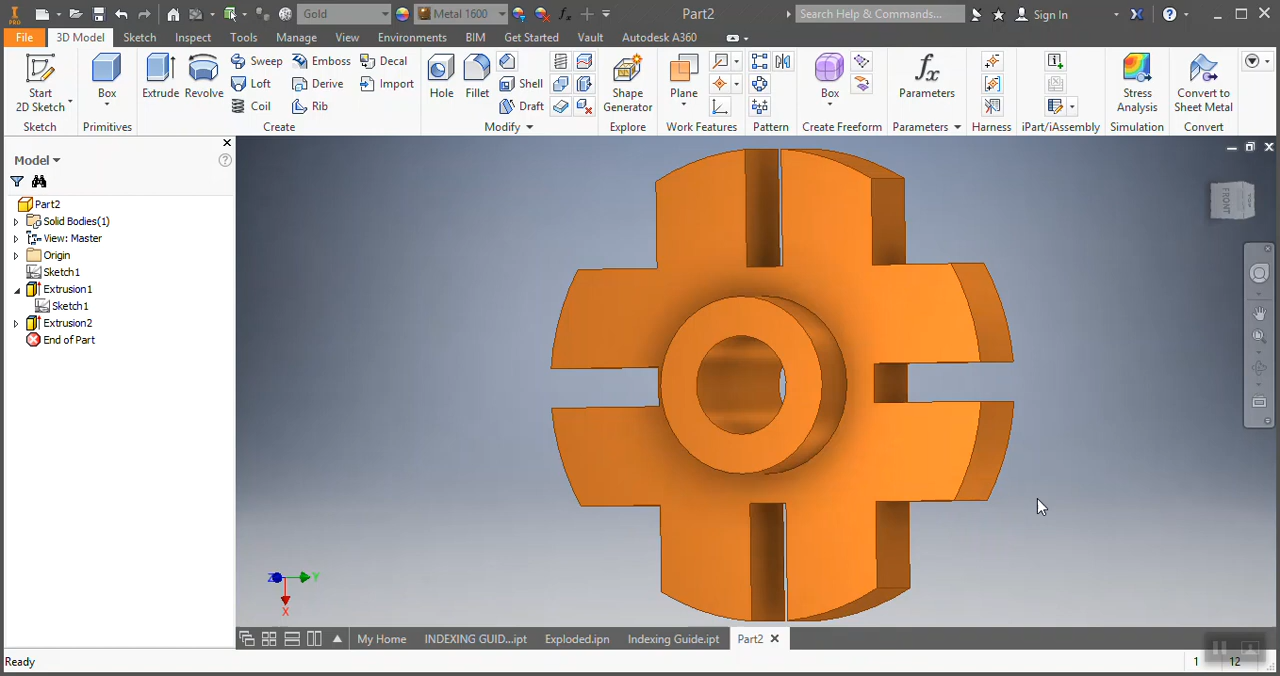 PRO
Gold
Metal 1600
fx
Part2
Search Help & Commands...
Sign In
File
3D Model
Sketch
Inspect
Tools
Manage
View
Environments
BIM
Get Started
Vault
Autodesk A360
Start
2D Sketch
Sketch
Box
Primitives
Extrude
Revolve
Sweep
Emboss
Decal
Loft
Derive
Import
Coil
Rib
Create
Hole
Fillet
Shell
Draft
Modify
Shape
Generator
Explore
Plane
Work Features
Pattern
Box
Create Freeform
fx
Parameters
Parameters
Harness
iPart/iAssembly
Stress
Analysis
Simulation
Convert to
Sheet Metal
Convert
Model
Part2
Solid Bodies(1)
View: Master
Origin
Sketch1
Extrusion1
Sketch1
Extrusion2
End of Part
FRONT
Z
Y
X
My Home
INDEXING GUID...ipt
Exploded.ipn
Indexing Guide.ipt
Part2
Ready
1
12